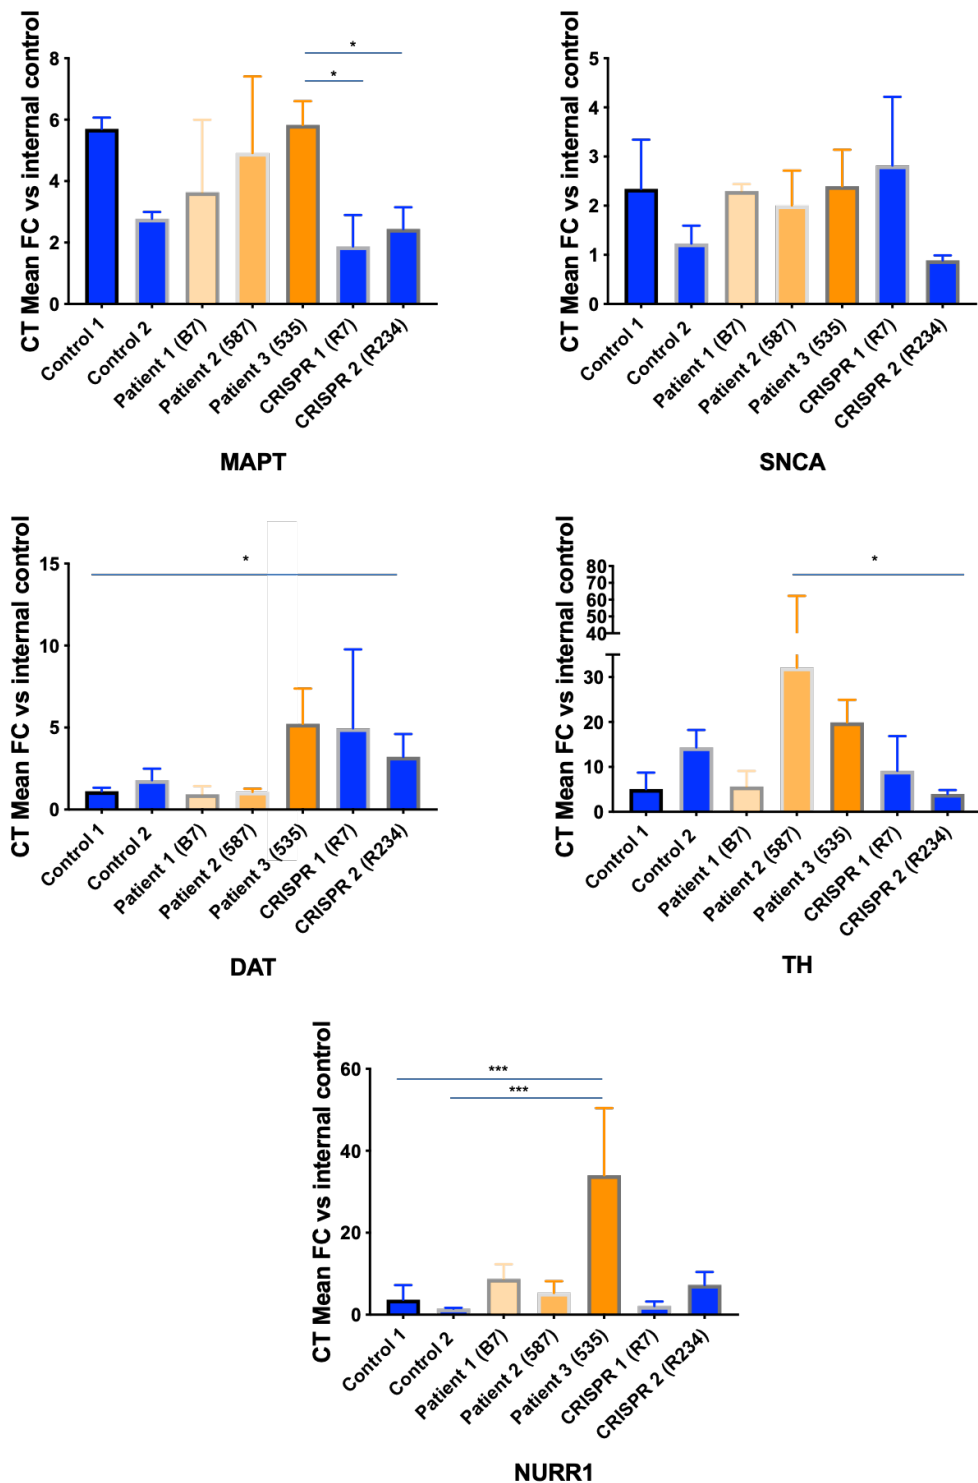 CT Mean FC vs internal control
8
6
4
2
0
*
*
Control 1
Control 2
Patient 1 (B7)
Patient 2 (587)
Patient 3 (535)
CRISPR 1 (R7)
CRISPR 2 (R234)
MAPT
CT Mean FC vs internal control
5
4
3
2
1
0
Control 1
Control 2
Patient 1 (B7)
Patient 2 (587)
Patient 3 (535)
CRISPR 1 (R7)
CRISPR 2 (R234)
SNCA
CT Mean FC vs internal control
15
10
5
0
*
Control 1
Control 2
Patient 1 (B7)
Patient 2 (587)
Patient 3 (535)
CRISPR 1 (R7)
CRISPR 2 (R234)
DAT
CT Mean FC vs internal control
80
70
60
50
40
30
20
10
0
*
Control 1
Control 2
Patient 1 (B7)
Patient 2 (587)
Patient 3 (535)
CRISPR 1 (R7)
CRISPR 2 (R234)
TH
CT Mean FC vs internal control
60
40
20
0
***
***
Control 1
Control 2
Patient 1 (B7)
Patient 2 (587)
Patient 3 (535)
CRISPR 1 (R7)
CRISPR 2 (R234)
NURR1